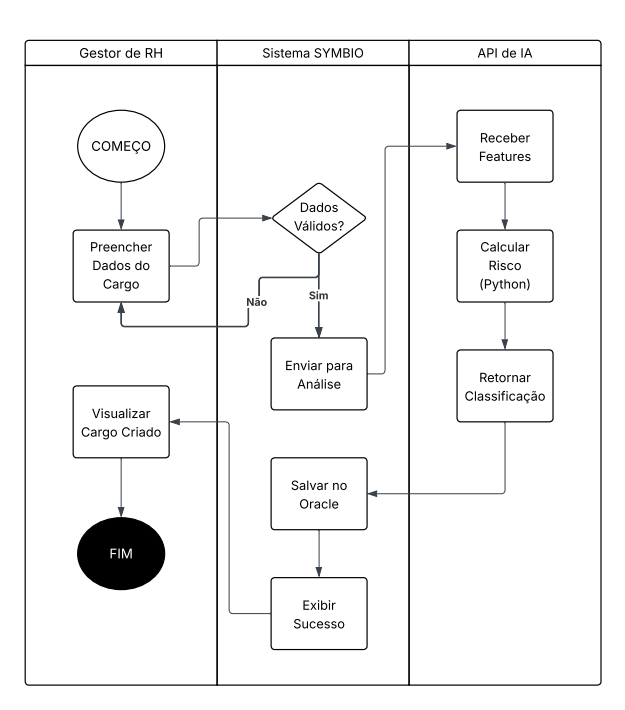 Gestor de RH
Sistema SYMBIO
API de IA
COMEÇO
Preencher
Dados do
Cargo
Dados
Válidos?
Não
Sim
Enviar para
Análise
Receber
Features
Calcular
Risco
(Python)
Retornar
Classificação
Salvar no
Oracle
Exibir
Sucesso
Visualizar
Cargo Criado
FIM